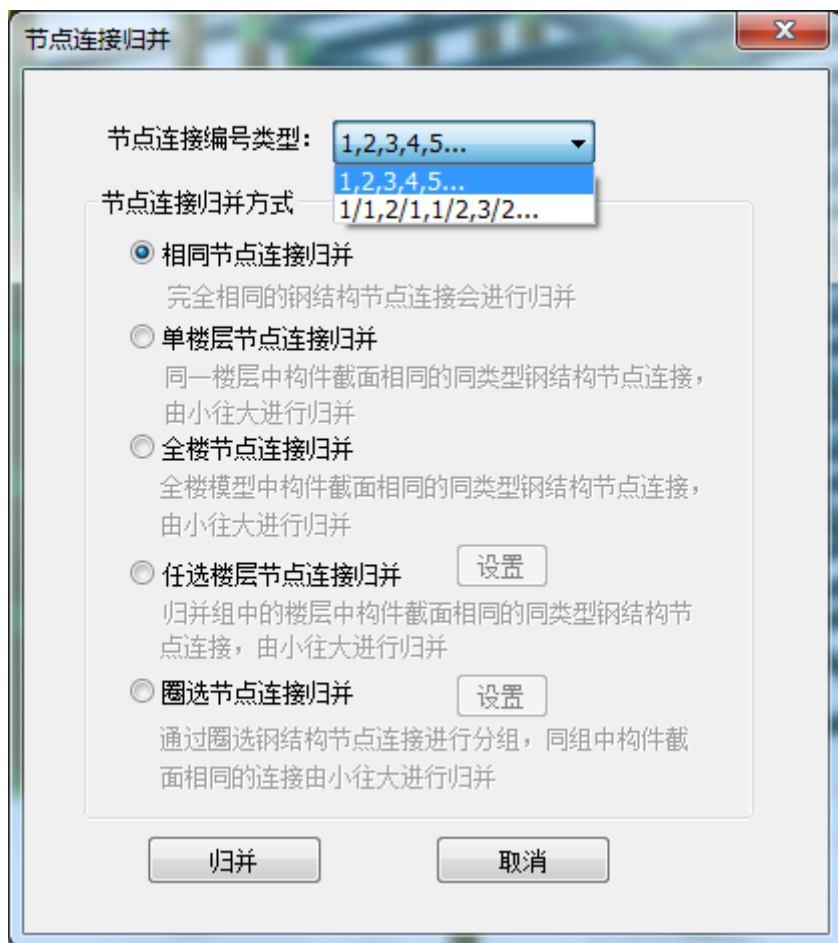 节点连接归并
节点连接编号类型： 1,2,3,4,5...
1,2,3,4,5...
1/1,2/1,1/2,3/2...
节点连接归并方式
相同节点连接归并
完全相同的钢结构节点连接会进行归并
单楼层节点连接归并
同一楼层中构件截面相同的同类型钢结构节点连接，
由小往大进行归并
全楼节点连接归并
全楼模型中构件截面相同的同类型钢结构节点连接，
由小往大进行归并
任选楼层节点连接归并 设置
归并组中的楼层中构件截面相同的同类型钢结构节
点连接，由小往大进行归并
圈选节点连接归并 设置
通过圈选钢结构节点连接进行分组，同组中构件截
面相同的连接由小往大进行归并
归并 取消